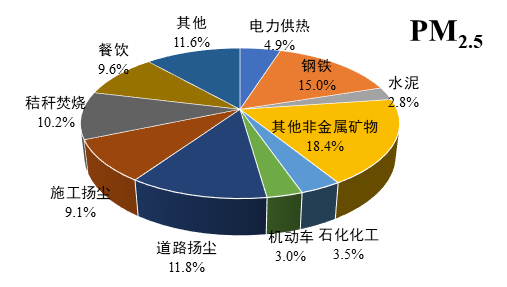 PM2.5
电力供热
4.9%
钢铁
15.0%
水泥
2.8%
其他非金属矿物
18.4%
石化化工
3.5%
机动车
3.0%
道路扬尘
11.8%
施工扬尘
9.1%
秸秆焚烧
10.2%
餐饮
9.6%
其他
11.6%